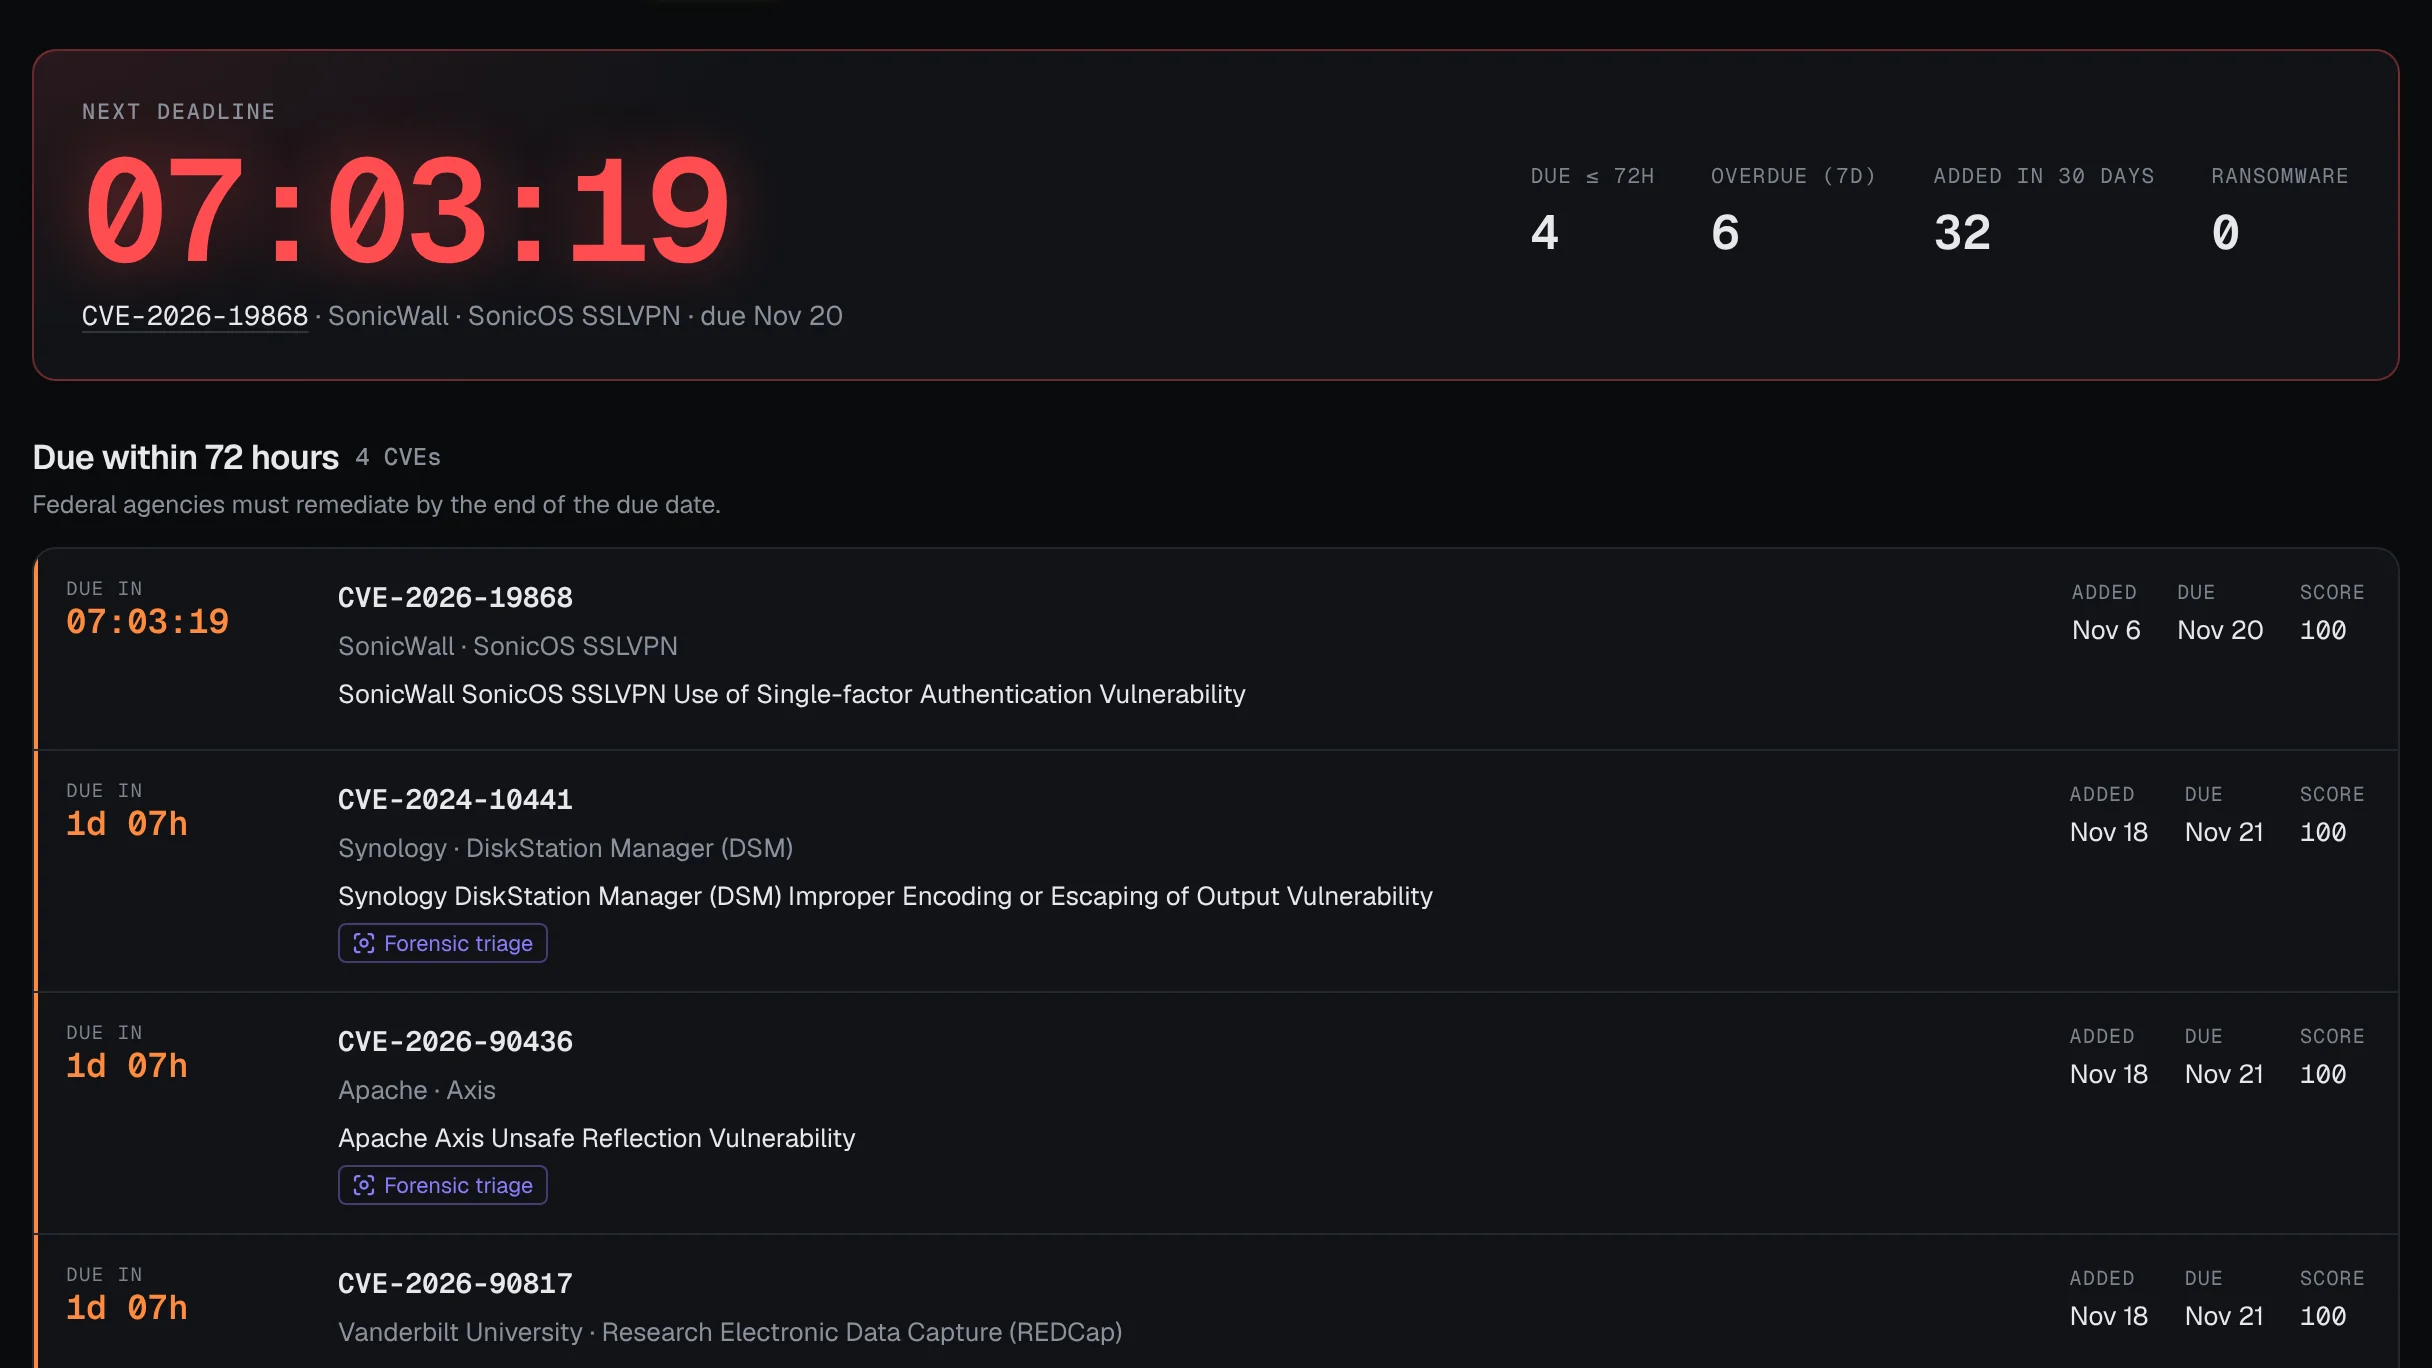 NEXT DEADLINE
07:03:19
CVE-2026-19868 · SonicWall · SonicOS SSLVPN · due Nov 20
DUE ≤ 72H
4
OVERDUE (7D)
6
ADDED IN 30 DAYS
32
RANSOMWARE
0
Due within 72 hours 4 CVEs
Federal agencies must remediate by the end of the due date.
DUE IN
07:03:19
CVE-2026-19868
SonicWall · SonicOS SSLVPN
SonicWall SonicOS SSLVPN Use of Single-factor Authentication Vulnerability
ADDED DUE SCORE
Nov 6 Nov 20 100
DUE IN
1d 07h
CVE-2024-10441
Synology · DiskStation Manager (DSM)
Synology DiskStation Manager (DSM) Improper Encoding or Escaping of Output Vulnerability
Forensic triage
ADDED DUE SCORE
Nov 18 Nov 21 100
DUE IN
1d 07h
CVE-2026-90436
Apache · Axis
Apache Axis Unsafe Reflection Vulnerability
Forensic triage
ADDED DUE SCORE
Nov 18 Nov 21 100
DUE IN
1d 07h
CVE-2026-90817
Vanderbilt University · Research Electronic Data Capture (REDCap)
ADDED DUE SCORE
Nov 18 Nov 21 100